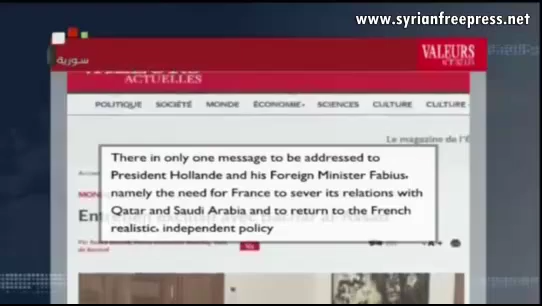 www.syrianfreepress.net
سورية
VALEURS
ACTUELLES
POLITIQUE SOCIÉTÉ MONDE ÉCONOMIE SCIENCES CULTURE CULTURE
Le magazine de l'É
There in only one message to be addressed to
President Hollande and his Foreign Minister Fabius,
namely the need for France to sever its relations with
Qatar and Saudi Arabia and to return to the French
realistic, independent policy